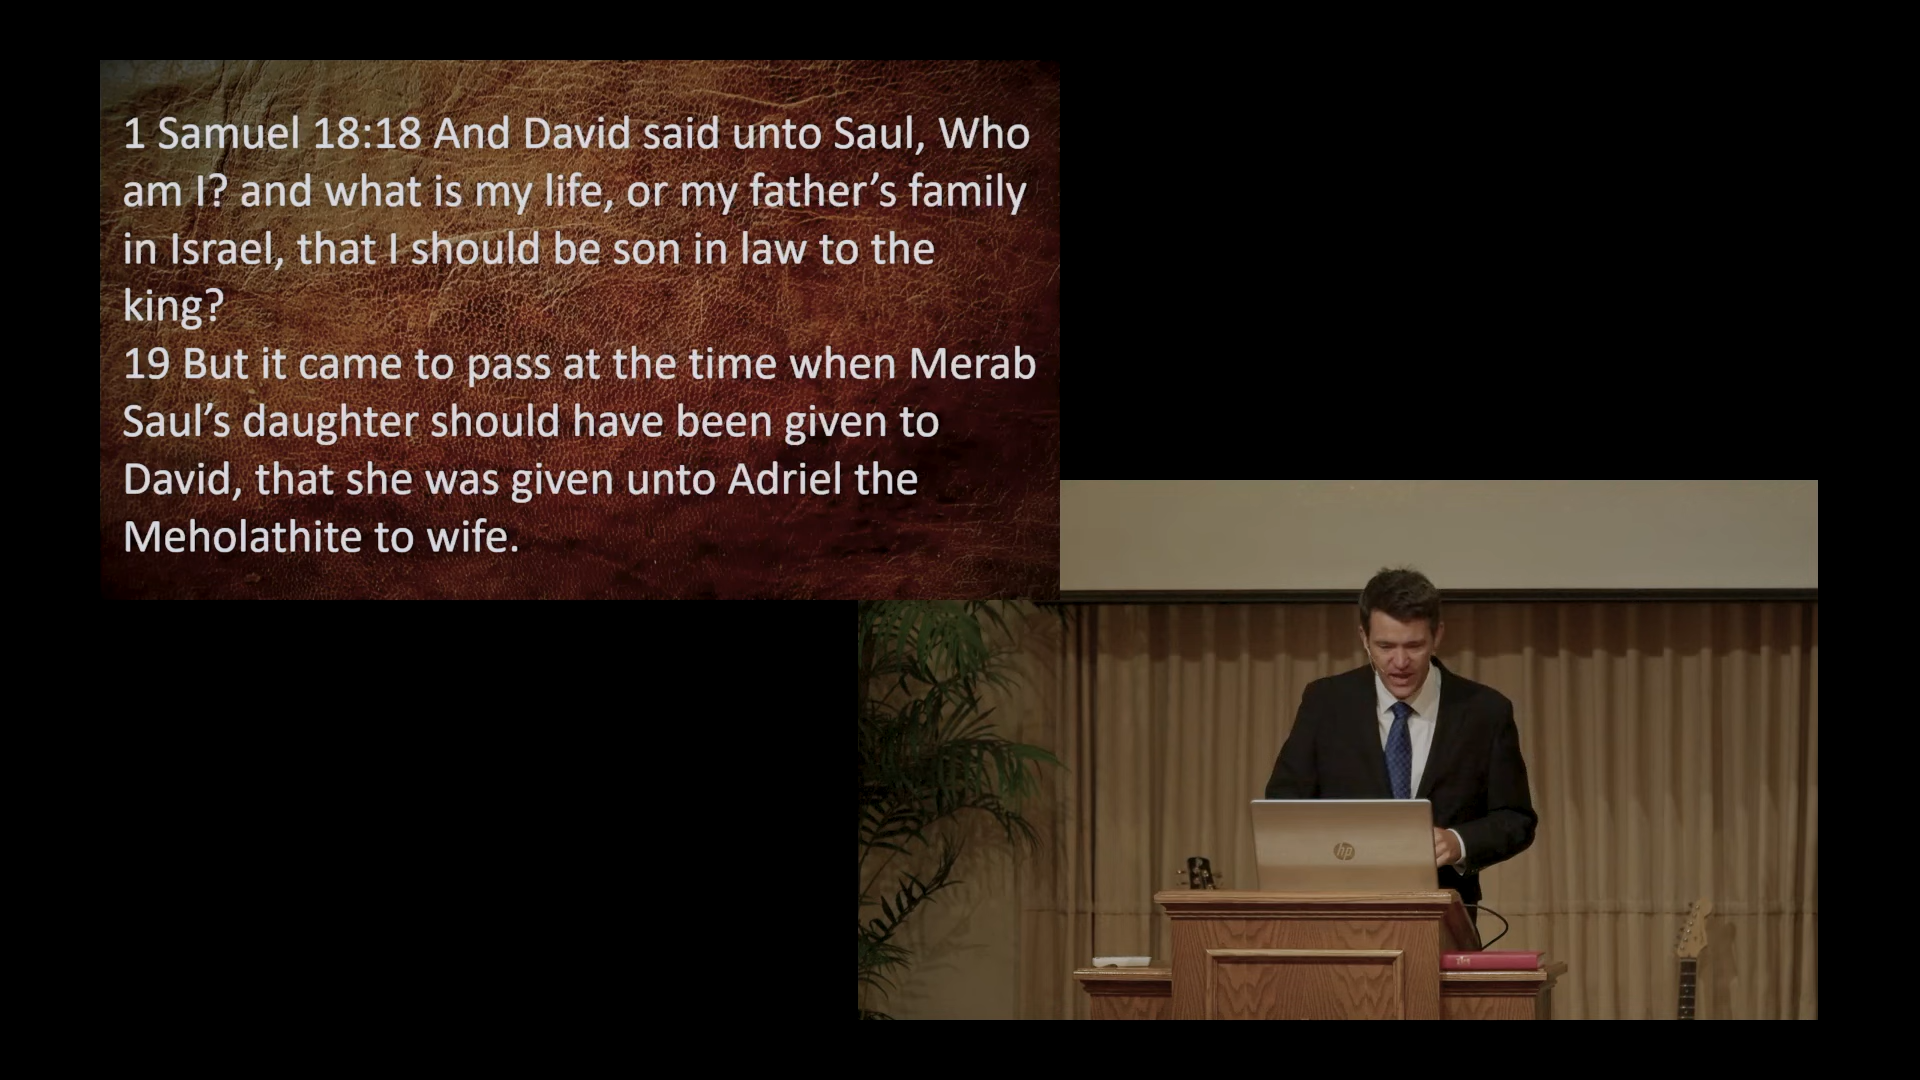 1 Samuel 18:18 And David said unto Saul, Who
am I? and what is my life, or my father’s family
in Israel, that I should be son in law to the
king?
19 But it came to pass at the time when Merab
Saul’s daughter should have been given to
David, that she was given unto Adriel the
Meholathite to wife.
hp